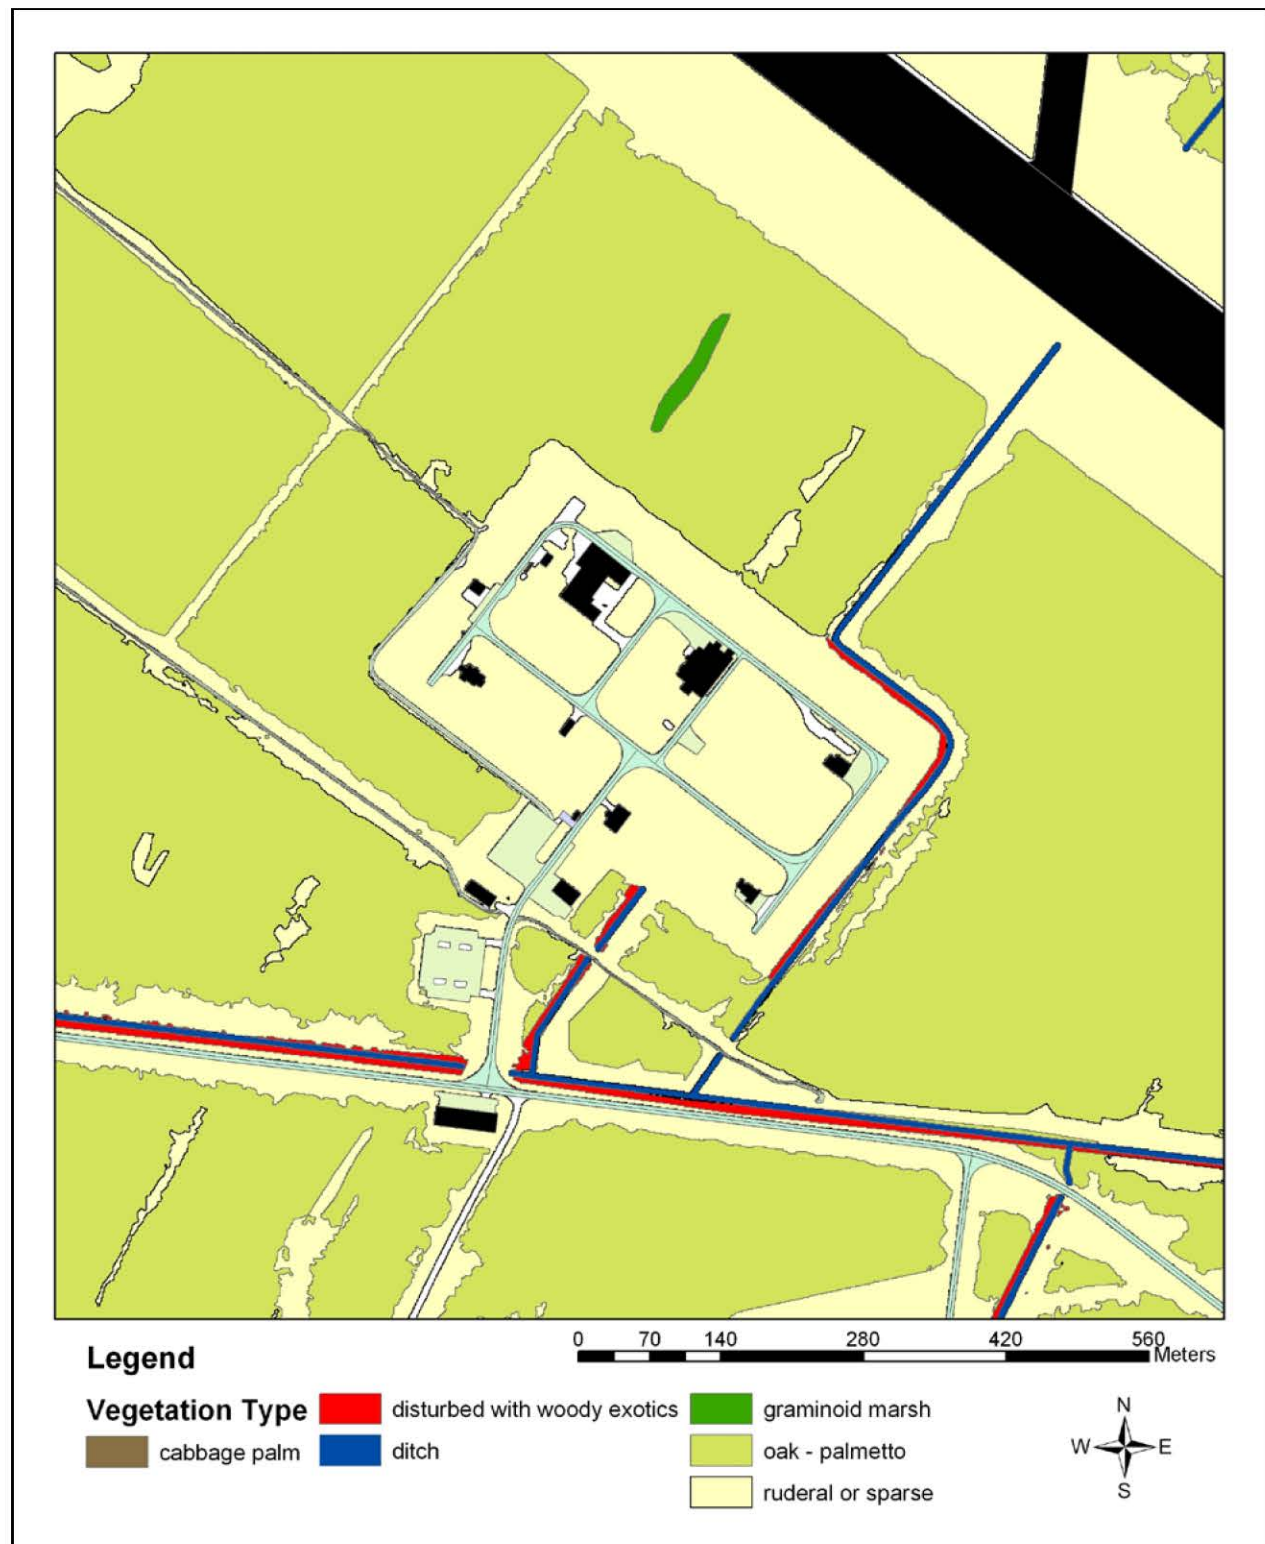 0 70 140 280 420 560
Meters
Legend
Vegetation Type
cabbage palm
disturbed with woody exotics
ditch
graminoid marsh
oak - palmetto
ruderal or sparse
N
W E
S